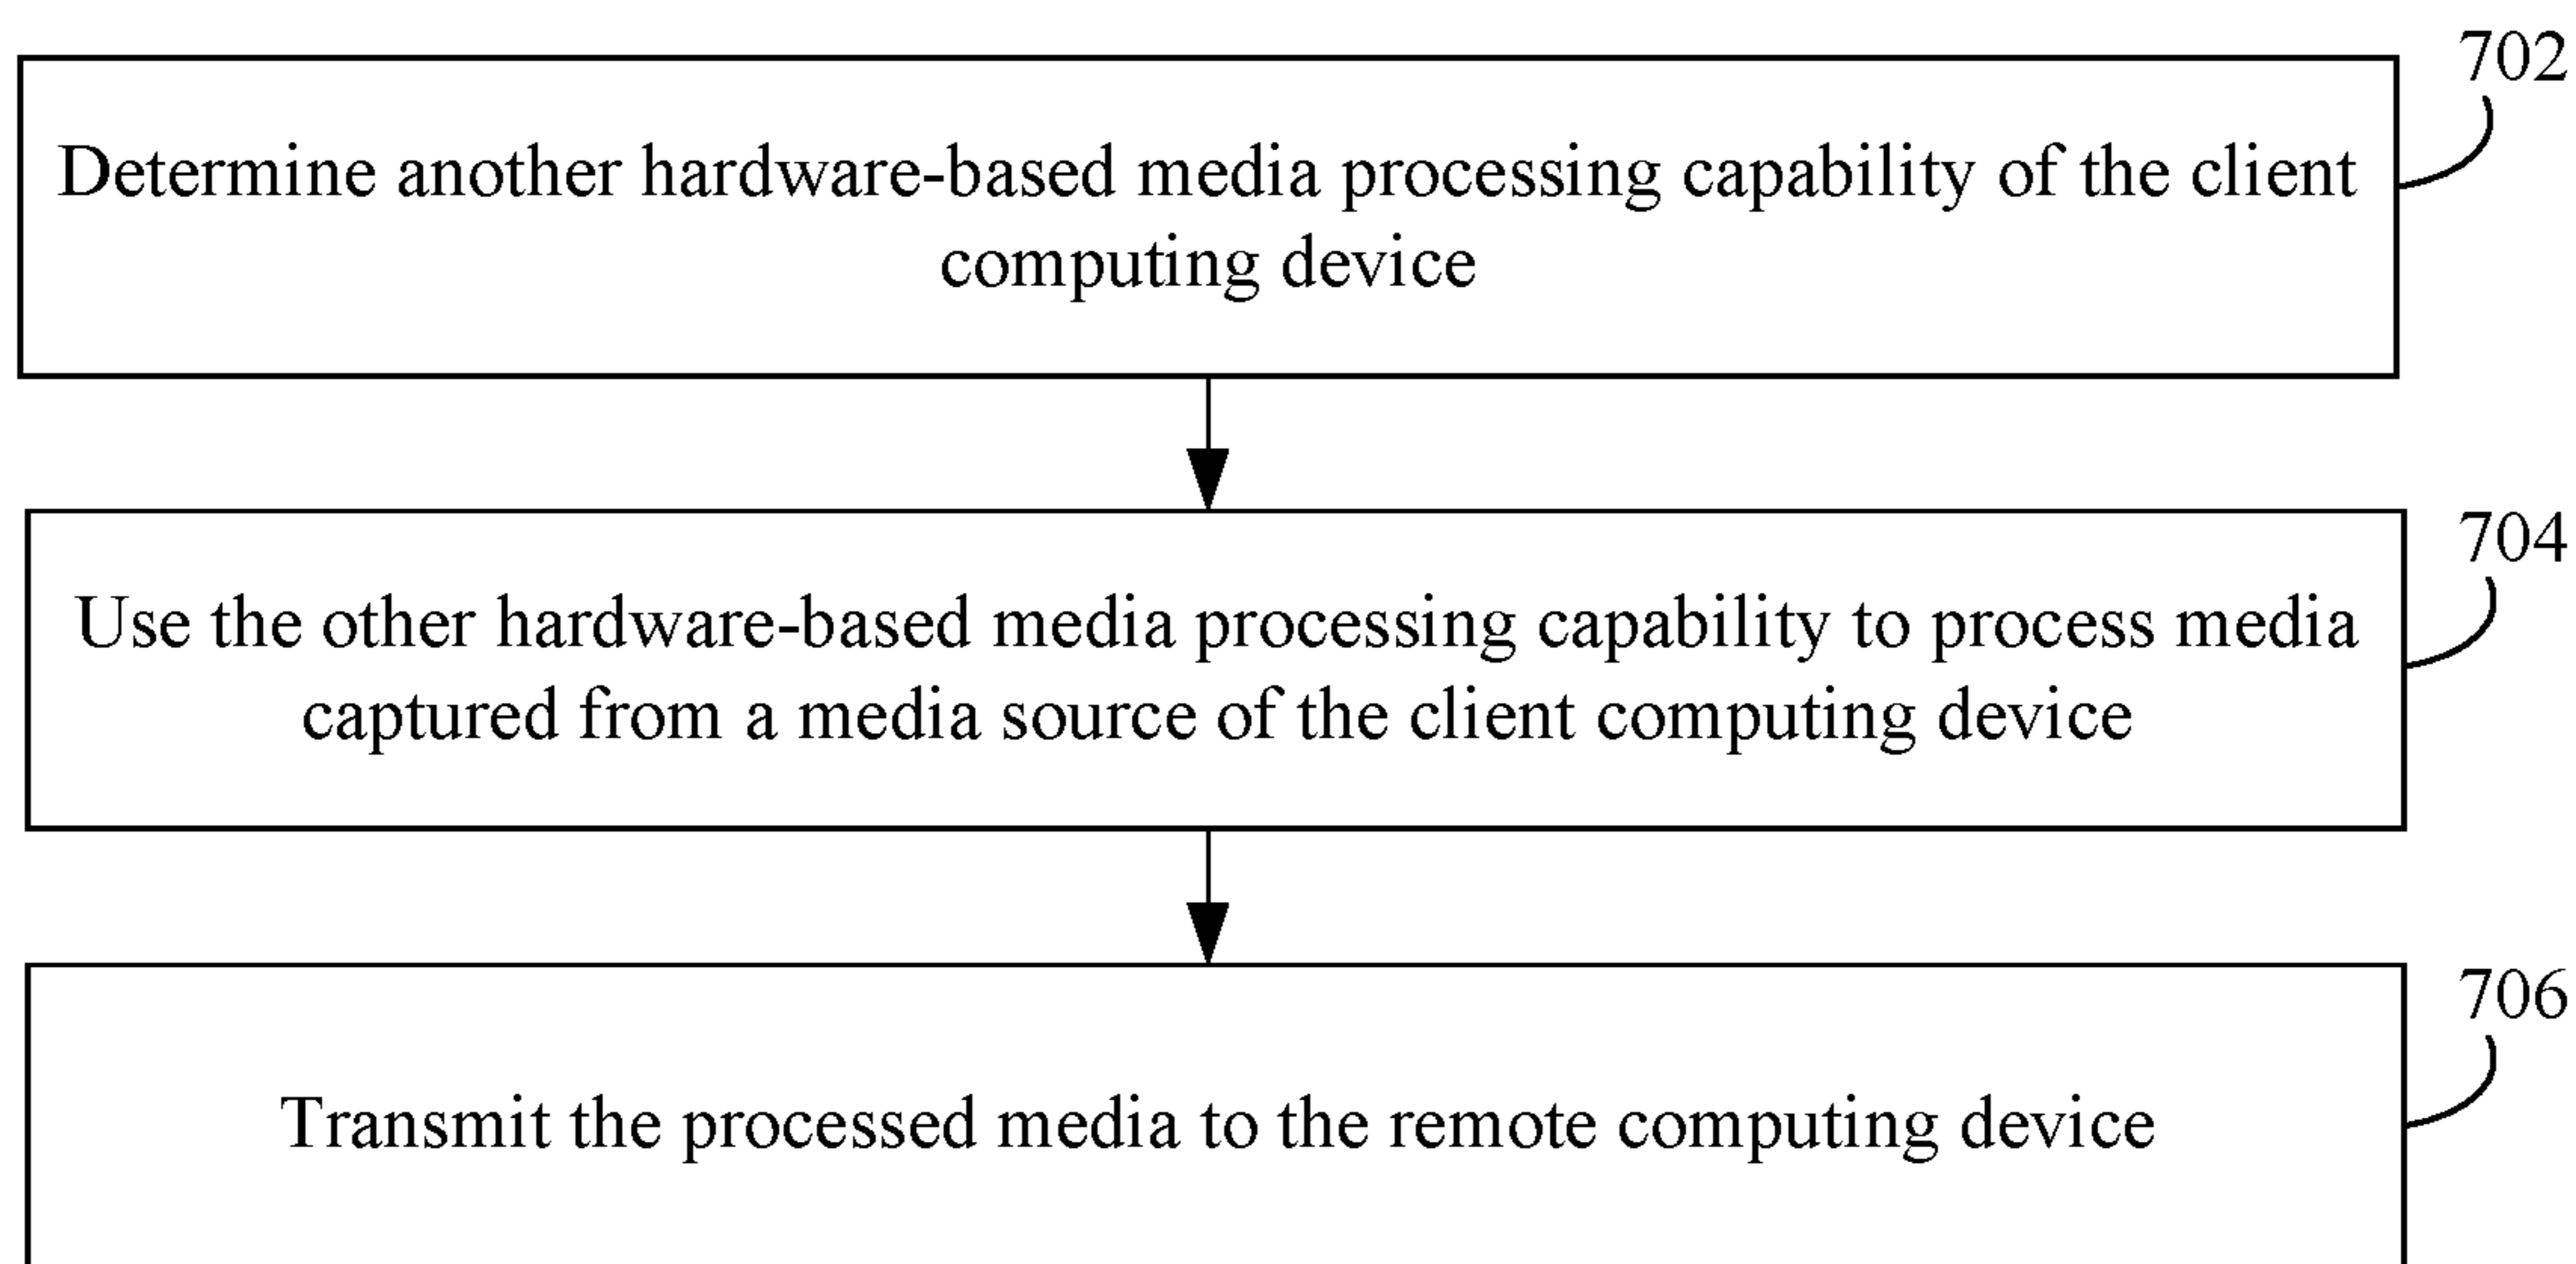 702
Determine another hardware-based media processing capability of the client
computing device
704
Use the other hardware-based media processing capability to process media
captured from a media source of the client computing device
706
Transmit the processed media to the remote computing device